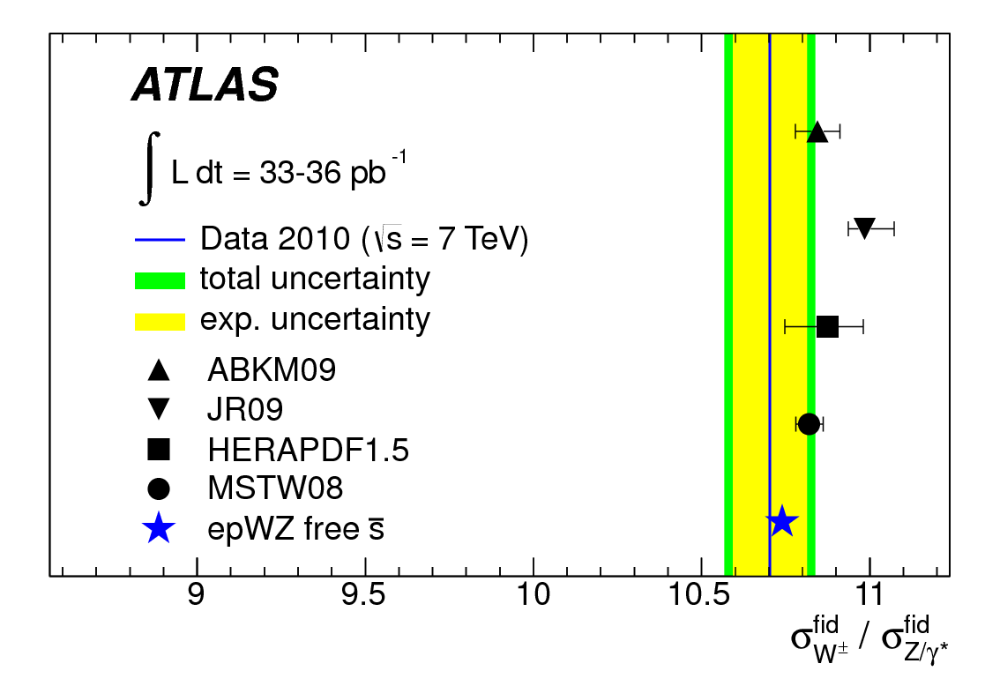 ATLAS
∫ L dt = 33-36 pb⁻¹
Data 2010 (√s = 7 TeV)
total uncertainty
exp. uncertainty
ABKM09
JR09
HERAPDF1.5
MSTW08
epWZ free s̅
9 9.5 10 10.5 11
σ^fid_W± / σ^fid_Z/γ*